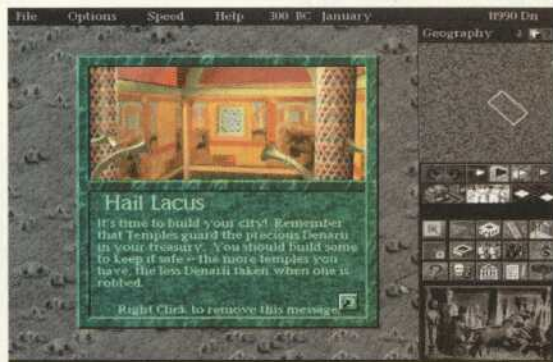 File Options Speed Help 300 BC January 11990 Dn
Geography
Hail Lacus
It's time to build your city! Remember
that Temples guard the precious Denarii
in your treasury. You should build some
to keep it safe - the more temples you
have, the less Denarii taken when one is
robbed.
Right Click to remove this message